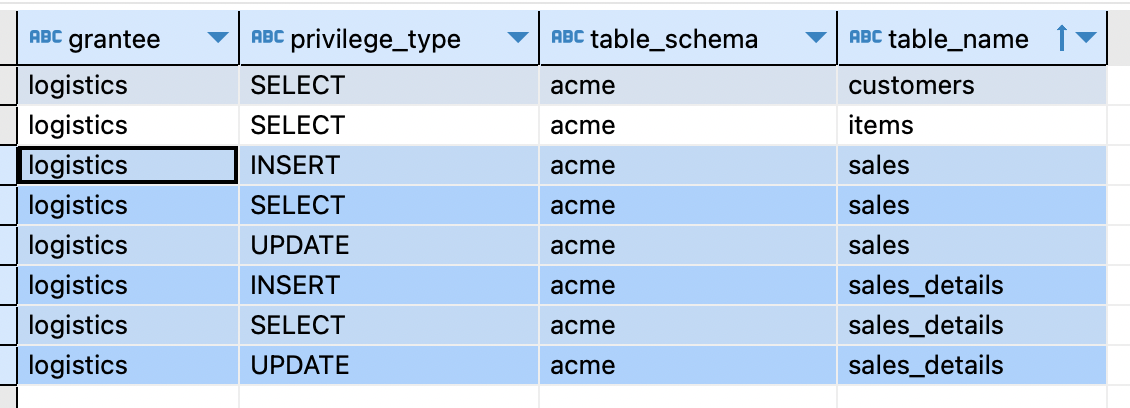 ABC grantee ABC privilege_type ABC table_schema ABC table_name
logistics SELECT acme customers
logistics SELECT acme items
logistics INSERT acme sales
logistics SELECT acme sales
logistics UPDATE acme sales
logistics INSERT acme sales_details
logistics SELECT acme sales_details
logistics UPDATE acme sales_details